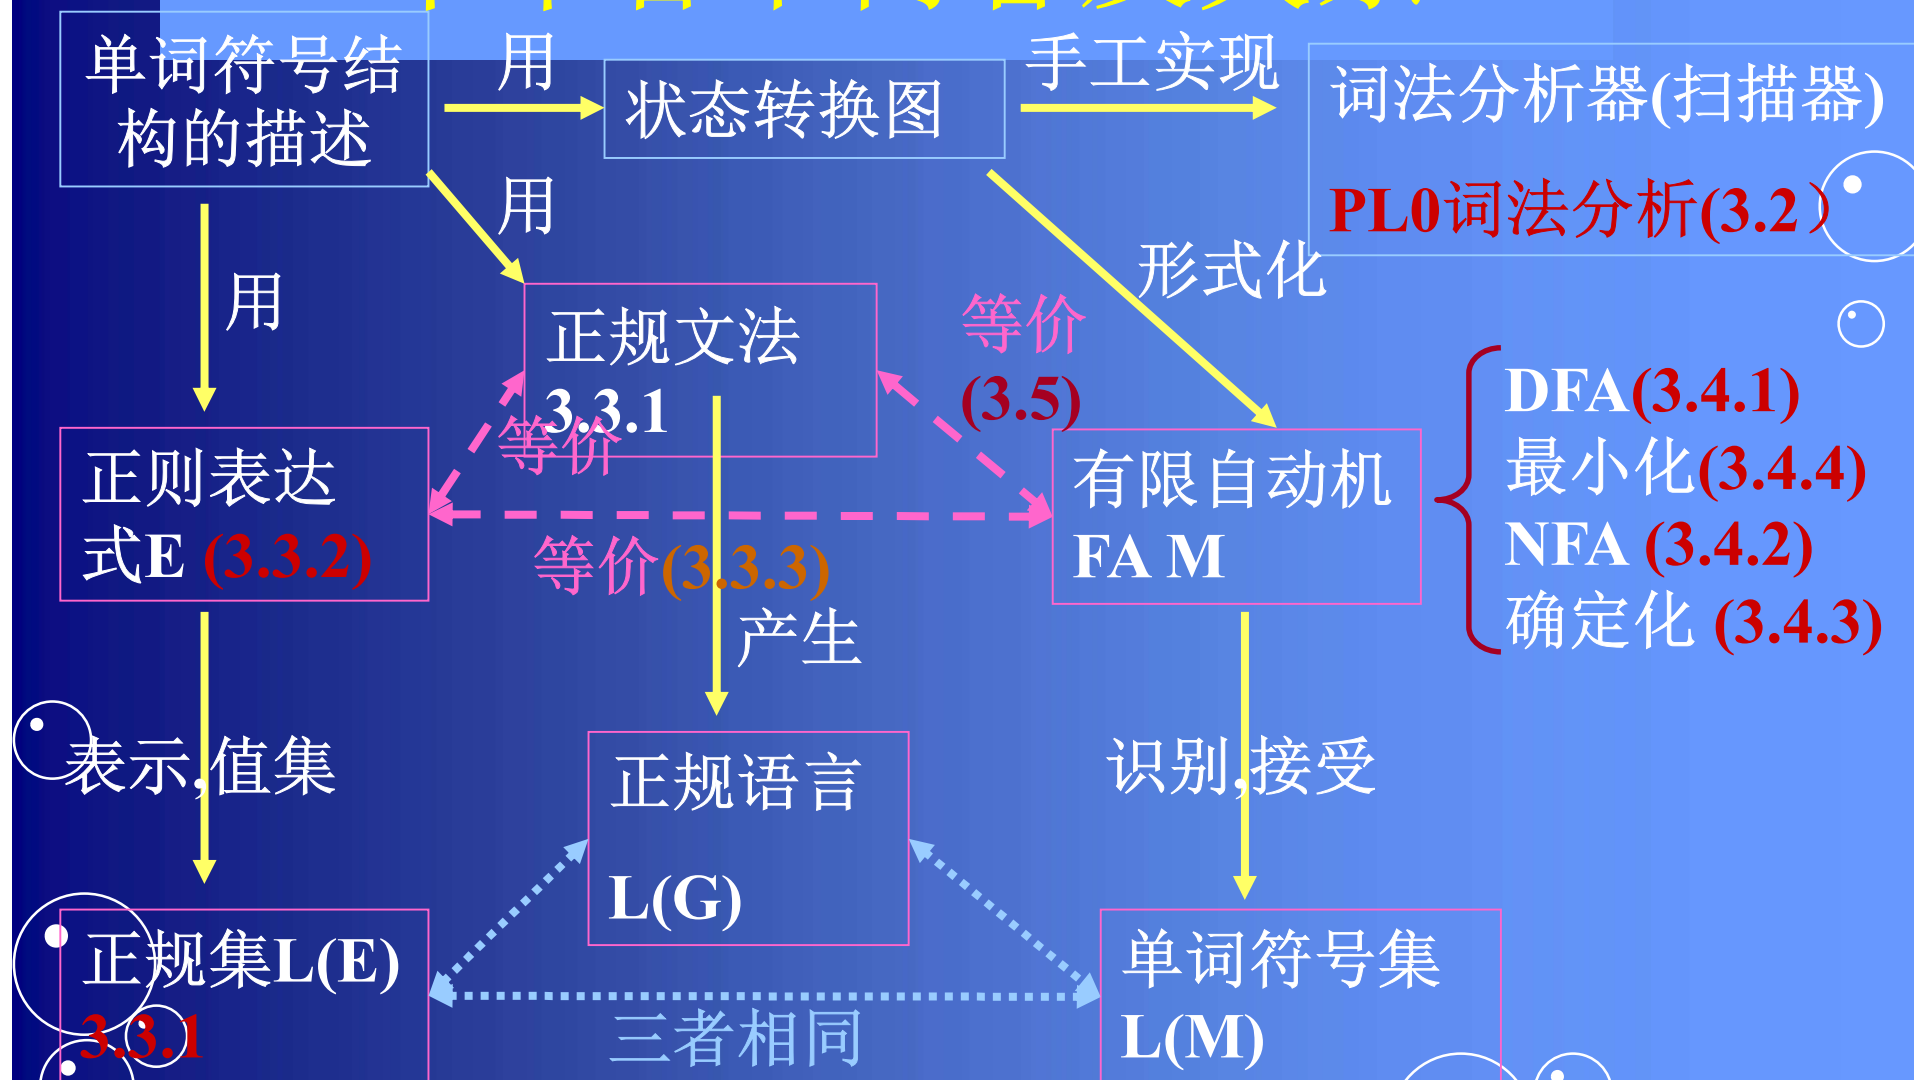 单词符号结
构的描述
用
状态转换图
手工实现
词法分析器(扫描器)
PL0词法分析(3.2）
用
用
形式化
正规文法
3.3.1
等价
(3.5)
等价
正则表达
式E (3.3.2)
等价(3.3.3)
有限自动机
FA M
DFA(3.4.1)
最小化(3.4.4)
NFA (3.4.2)
确定化 (3.4.3)
产生
表示,值集
正规语言
L(G)
识别,接受
正规集L(E)
3.3.1
三者相同
单词符号集
L(M)